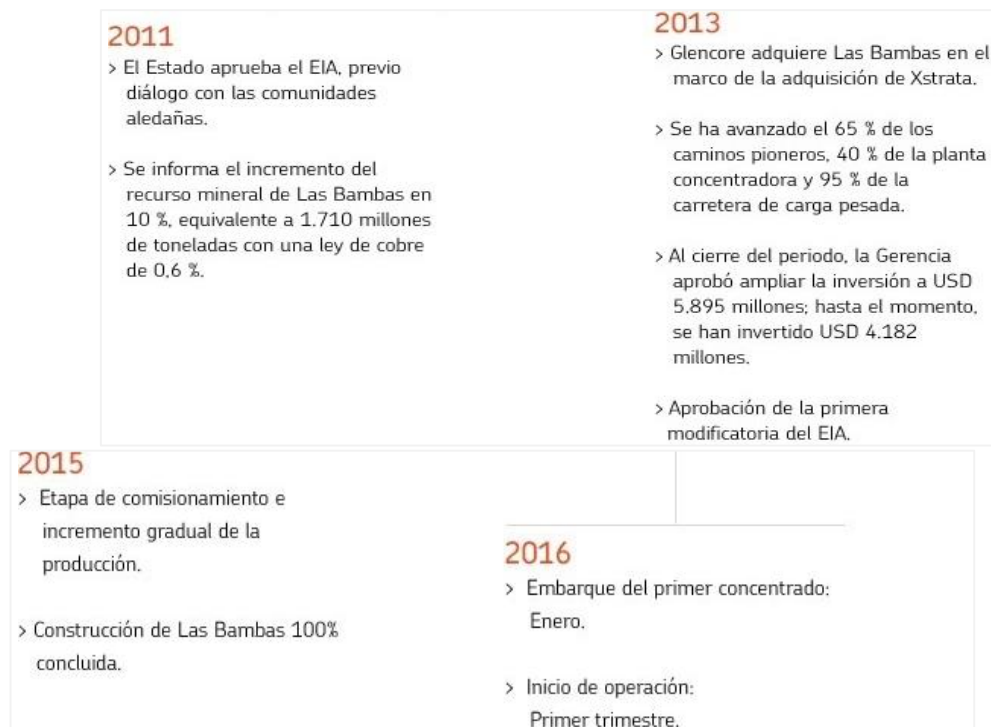 2011
> El Estado aprueba el EIA, previo
diálogo con las comunidades
aledañas.
> Se informa el incremento del
recurso mineral de Las Bambas en
10 %, equivalente a 1.710 millones
de toneladas con una ley de cobre
de 0,6 %.
2013
> Glencore adquiere Las Bambas en el
marco de la adquisición de Xstrata.
> Se ha avanzado el 65 % de los
caminos pioneros, 40 % de la planta
concentradora y 95 % de la
carretera de carga pesada.
> Al cierre del periodo, la Gerencia
aprobó ampliar la inversión a USD
5.895 millones; hasta el momento,
se han invertido USD 4.182
millones.
> Aprobación de la primera
modificatoria del EIA.
2015
> Etapa de comisionamiento e
incremento gradual de la
producción.
> Construcción de Las Bambas 100%
concluida.
2016
> Embarque del primer concentrado:
Enero.
> Inicio de operación:
Primer trimestre.